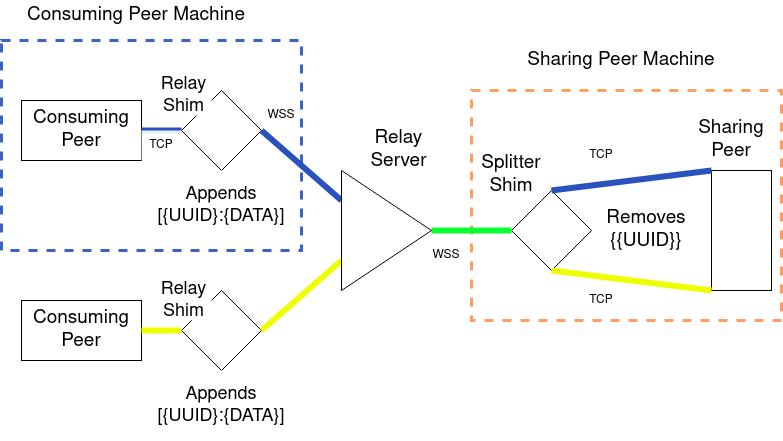 Consuming Peer Machine
Sharing Peer Machine
Relay
Shim
WSS
Consuming
Peer
TCP
Appends
[{UUID}:{DATA}]
Relay
Server
WSS
Splitter
Shim
TCP
Sharing
Peer
Removes
{{UUID}}
TCP
Relay
Shim
Consuming
Peer
Appends
[{UUID}:{DATA}]